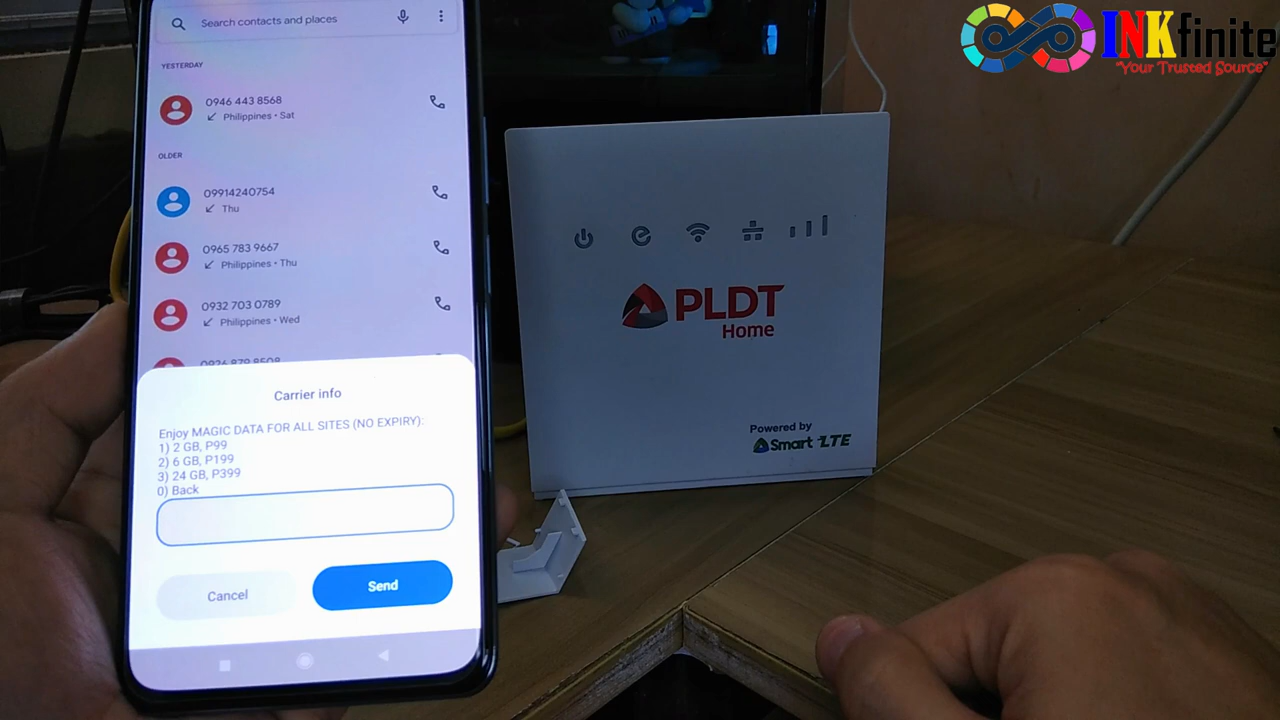 Search contacts and places
YESTERDAY
0946 443 8568
Philippines • Sat
OLDER
09914240754
Thu
0965 783 9667
Philippines • Thu
0932 703 0789
Philippines • Wed
0926 879 8508
Carrier info
Enjoy MAGIC DATA FOR ALL SITES (NO EXPIRY):
1) 2 GB, P99
2) 6 GB, P199
3) 24 GB, P399
0) Back
Cancel
Send
PLDT
Home
Powered by
Smart LTE
INKfinite
"Your Trusted Source"